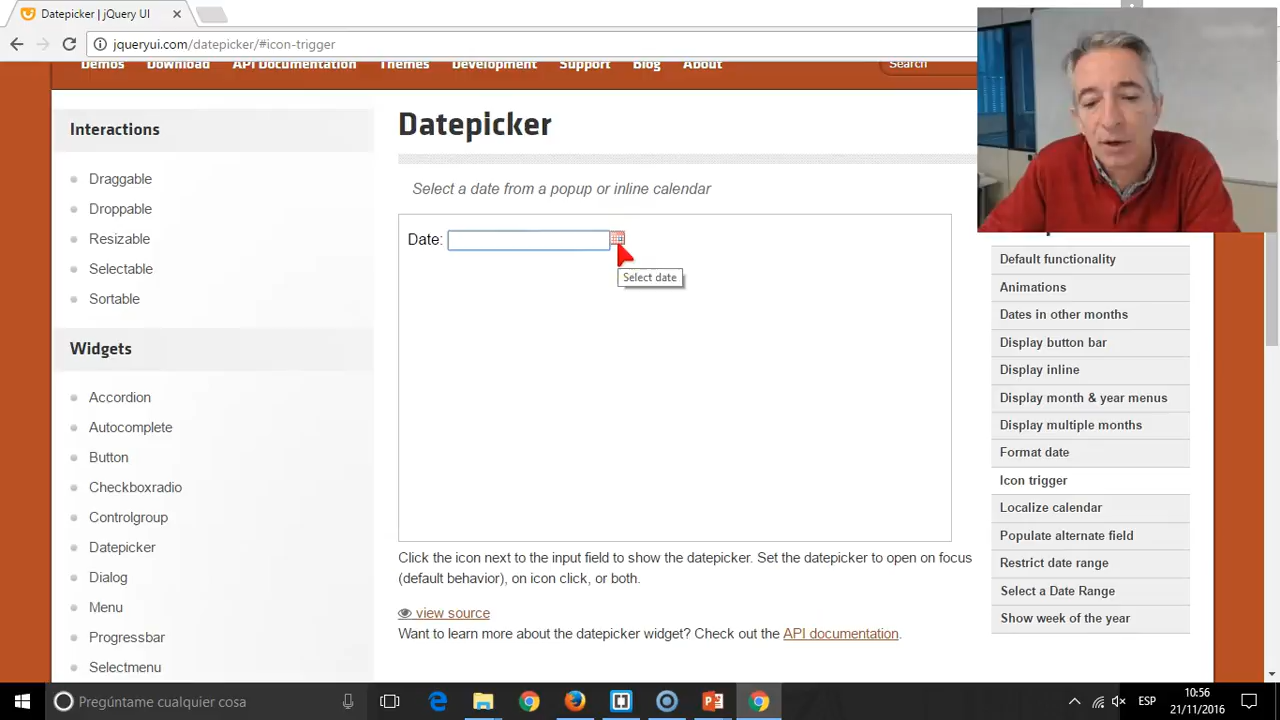 Datepicker | jQuery UI
jqueryui.com/datepicker/#icon-trigger
Demos Download API Documentation Themes Development Support Blog About Search
Interactions
Draggable
Droppable
Resizable
Selectable
Sortable
Widgets
Accordion
Autocomplete
Button
Checkboxradio
Controlgroup
Datepicker
Dialog
Menu
Progressbar
Selectmenu
Datepicker
Select a date from a popup or inline calendar
Date:
Select date
Click the icon next to the input field to show the datepicker. Set the datepicker to open on focus
(default behavior), on icon click, or both.
view source
Want to learn more about the datepicker widget? Check out the API documentation.
Default functionality
Animations
Dates in other months
Display button bar
Display inline
Display month & year menus
Display multiple months
Format date
Icon trigger
Localize calendar
Populate alternate field
Restrict date range
Select a Date Range
Show week of the year
Pregúntame cualquier cosa
ESP
10:56
21/11/2016